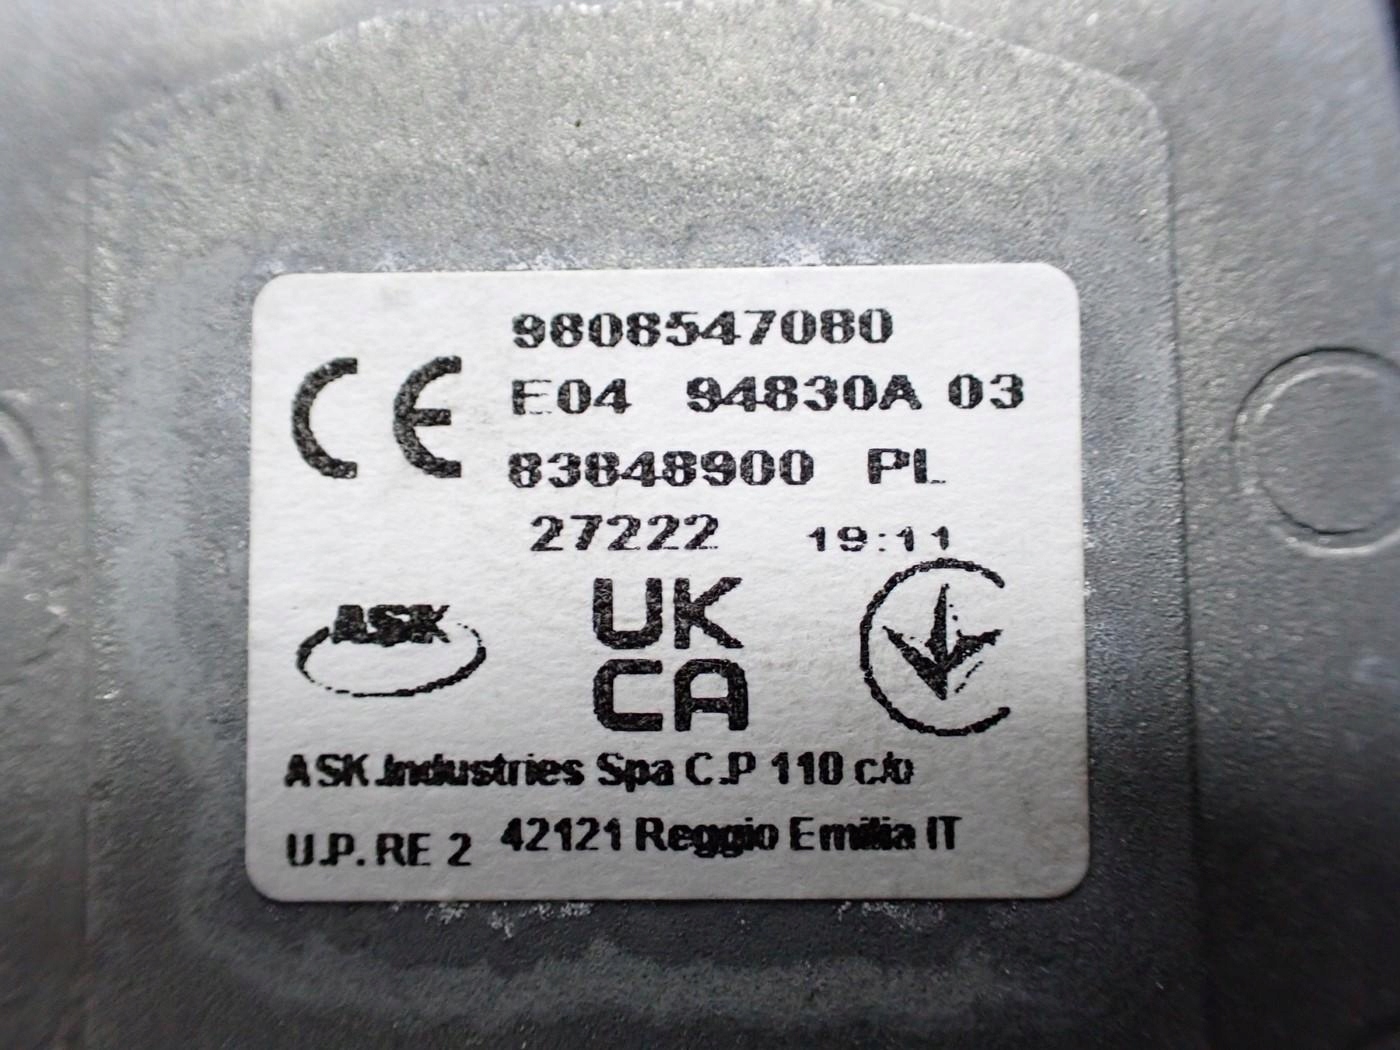 9808547080
CE E04 94830A 03
83848900 PL
27222 19:11
ASK UK
CA
ASK Industries Spa C.P 110 c/o
U.P. RE 2 42121 Reggio Emilia IT